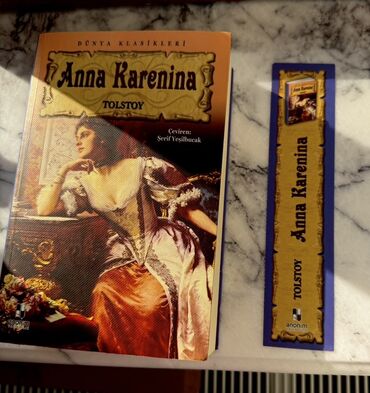 DÜNYA KLASİKLERİ
Anna Karenina
TOLSTOY
Çeviren:
Şerif Yeşilbucak
Anna Karenina
TOLSTOY
anonim